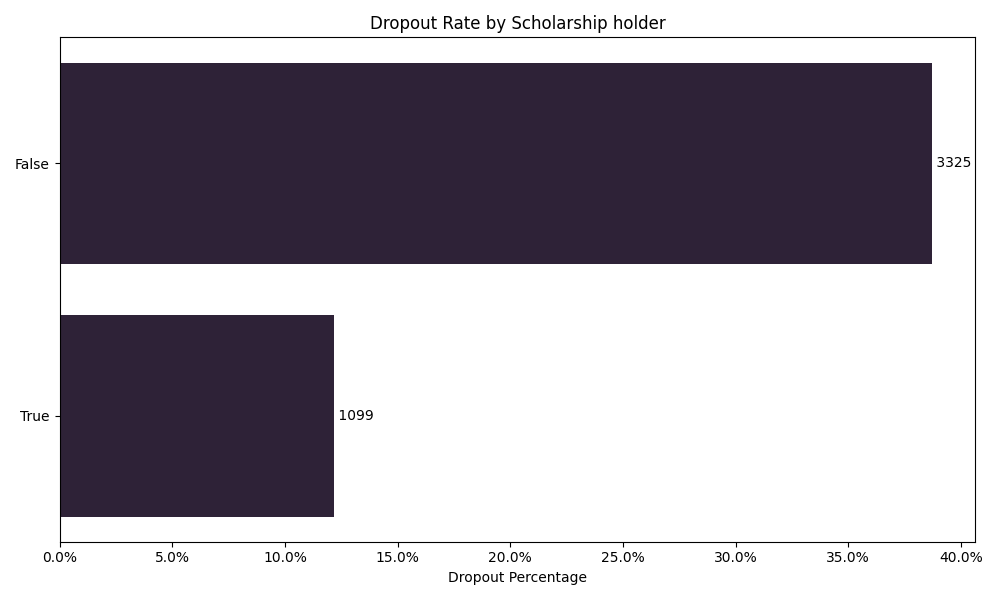 Dropout Rate by Scholarship holder
False
3325
True
1099
0.0% 5.0% 10.0% 15.0% 20.0% 25.0% 30.0% 35.0% 40.0%
Dropout Percentage